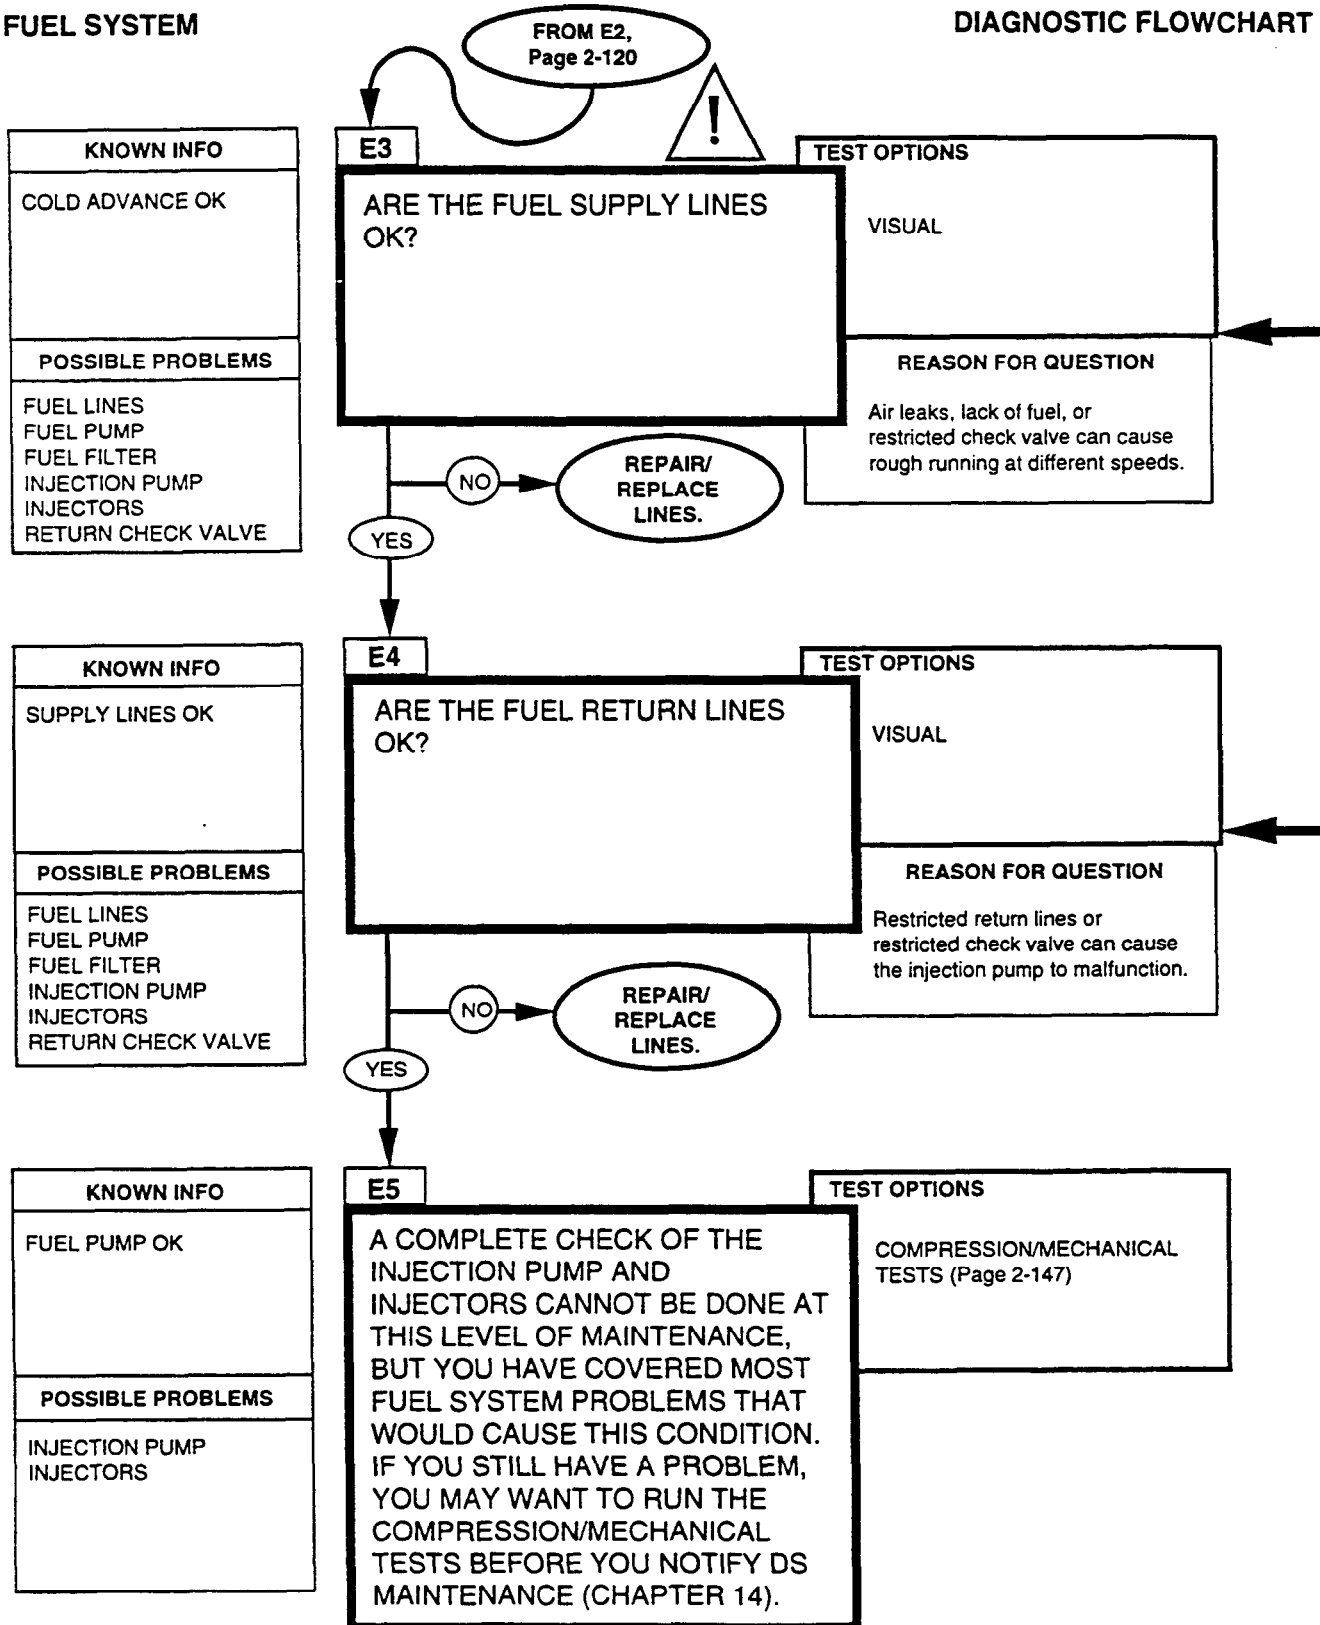 FUEL SYSTEM
DIAGNOSTIC FLOWCHART
FROM E2,
Page 2-120
!
KNOWN INFO
COLD ADVANCE OK
POSSIBLE PROBLEMS
FUEL LINES
FUEL PUMP
FUEL FILTER
INJECTION PUMP
INJECTORS
RETURN CHECK VALVE
E3
ARE THE FUEL SUPPLY LINES
OK?
TEST OPTIONS
VISUAL
REASON FOR QUESTION
Air leaks, lack of fuel, or
restricted check valve can cause
rough running at different speeds.
NO
REPAIR/
REPLACE
LINES.
YES
KNOWN INFO
SUPPLY LINES OK
POSSIBLE PROBLEMS
FUEL LINES
FUEL PUMP
FUEL FILTER
INJECTION PUMP
INJECTORS
RETURN CHECK VALVE
E4
ARE THE FUEL RETURN LINES
OK?
TEST OPTIONS
VISUAL
REASON FOR QUESTION
Restricted return lines or
restricted check valve can cause
the injection pump to malfunction.
NO
REPAIR/
REPLACE
LINES.
YES
KNOWN INFO
FUEL PUMP OK
POSSIBLE PROBLEMS
INJECTION PUMP
INJECTORS
E5
A COMPLETE CHECK OF THE
INJECTION PUMP AND
INJECTORS CANNOT BE DONE AT
THIS LEVEL OF MAINTENANCE,
BUT YOU HAVE COVERED MOST
FUEL SYSTEM PROBLEMS THAT
WOULD CAUSE THIS CONDITION.
IF YOU STILL HAVE A PROBLEM,
YOU MAY WANT TO RUN THE
COMPRESSION/MECHANICAL
TESTS BEFORE YOU NOTIFY DS
MAINTENANCE (CHAPTER 14).
TEST OPTIONS
COMPRESSION/MECHANICAL
TESTS (Page 2-147)